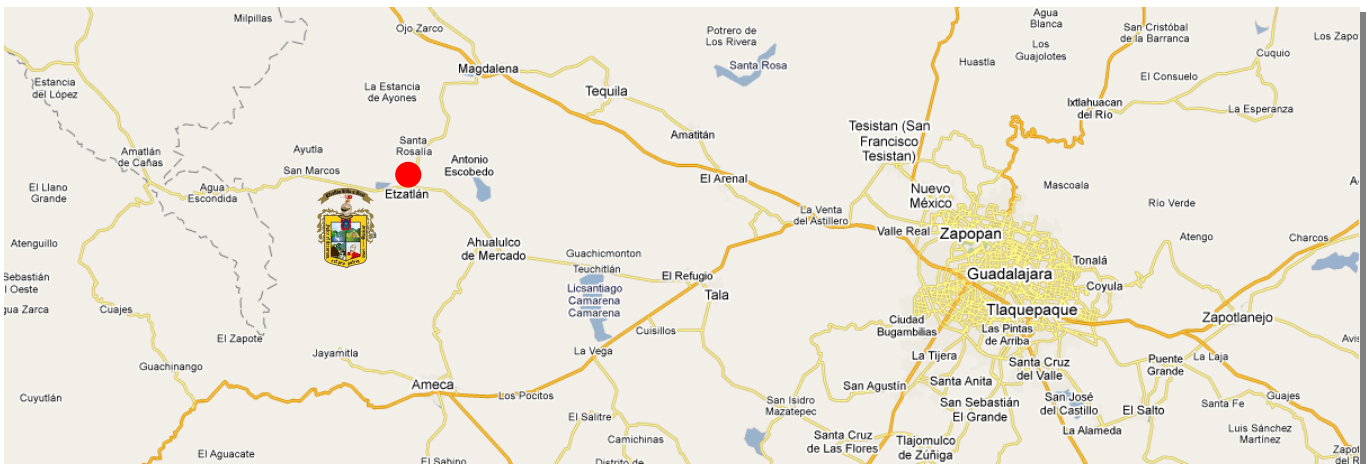 Milpillas
Ojo Zarco
Potrero de
Los Rivera
Agua
Blanca
San Cristóbal
de la Barranca
Los
Guajolotes
Cuquio
Huastla
Magdalena
Santa Rosa
El Consuelo
Estancia
del López
La Estancia
de Ayones
Tequila
Ixtlahuacan
del Río
La Esperanza
Amatitán
Tesistan (San
Francisco
Tesistan)
Santa
Rosalía
Ayutla
Amatlán
de Cañas
San Marcos
Antonio
Escobedo
El Arenal
Mascoala
El Llano
Grande
Agua
Escondida
Etzatlán
Nuevo
México
Río Verde
La Venta
del Astillero
Valle Real
Zapopan
Atengo
Charcos
Atenguillo
Ahualulco
de Mercado
Guachicmonton
Teuchitlán
Tonalá
Sebastián
l Oeste
El Refugio
Guadalajara
Coyula
Licsantiago
Camarena
Camarena
Tala
gua Zarca
Cuajes
Tlaquepaque
Zapotlanejo
Ciudad
Bugambilias
Las Pintas
de Arriba
El Zapote
Cuisillos
Jayamitla
La Vega
La Tijera
Santa Cruz
del Valle
Puente
Grande
La Laja
Guachinango
Ameca
San Agustín
Santa Anita
Los Pocitos
Cuyutlán
San Isidro
Mazatepec
San Sebastián
El Grande
San José
del Castillo
El Salto
Santa Fe
Guajes
El Salitre
Camichinas
Santa Cruz
de Las Flores
Tlajomulco
de Zúñiga
La Alameda
Luis Sánchez
Martínez
El Aguacate
El Sabino
Distrito de